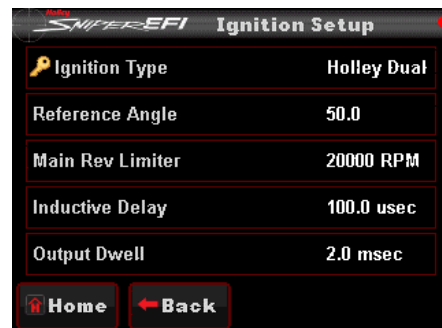 Holley
SNIPER EFI Ignition Setup
Ignition Type Holley Dual
Reference Angle 50.0
Main Rev Limiter 20000 RPM
Inductive Delay 100.0 usec
Output Dwell 2.0 msec
Home Back